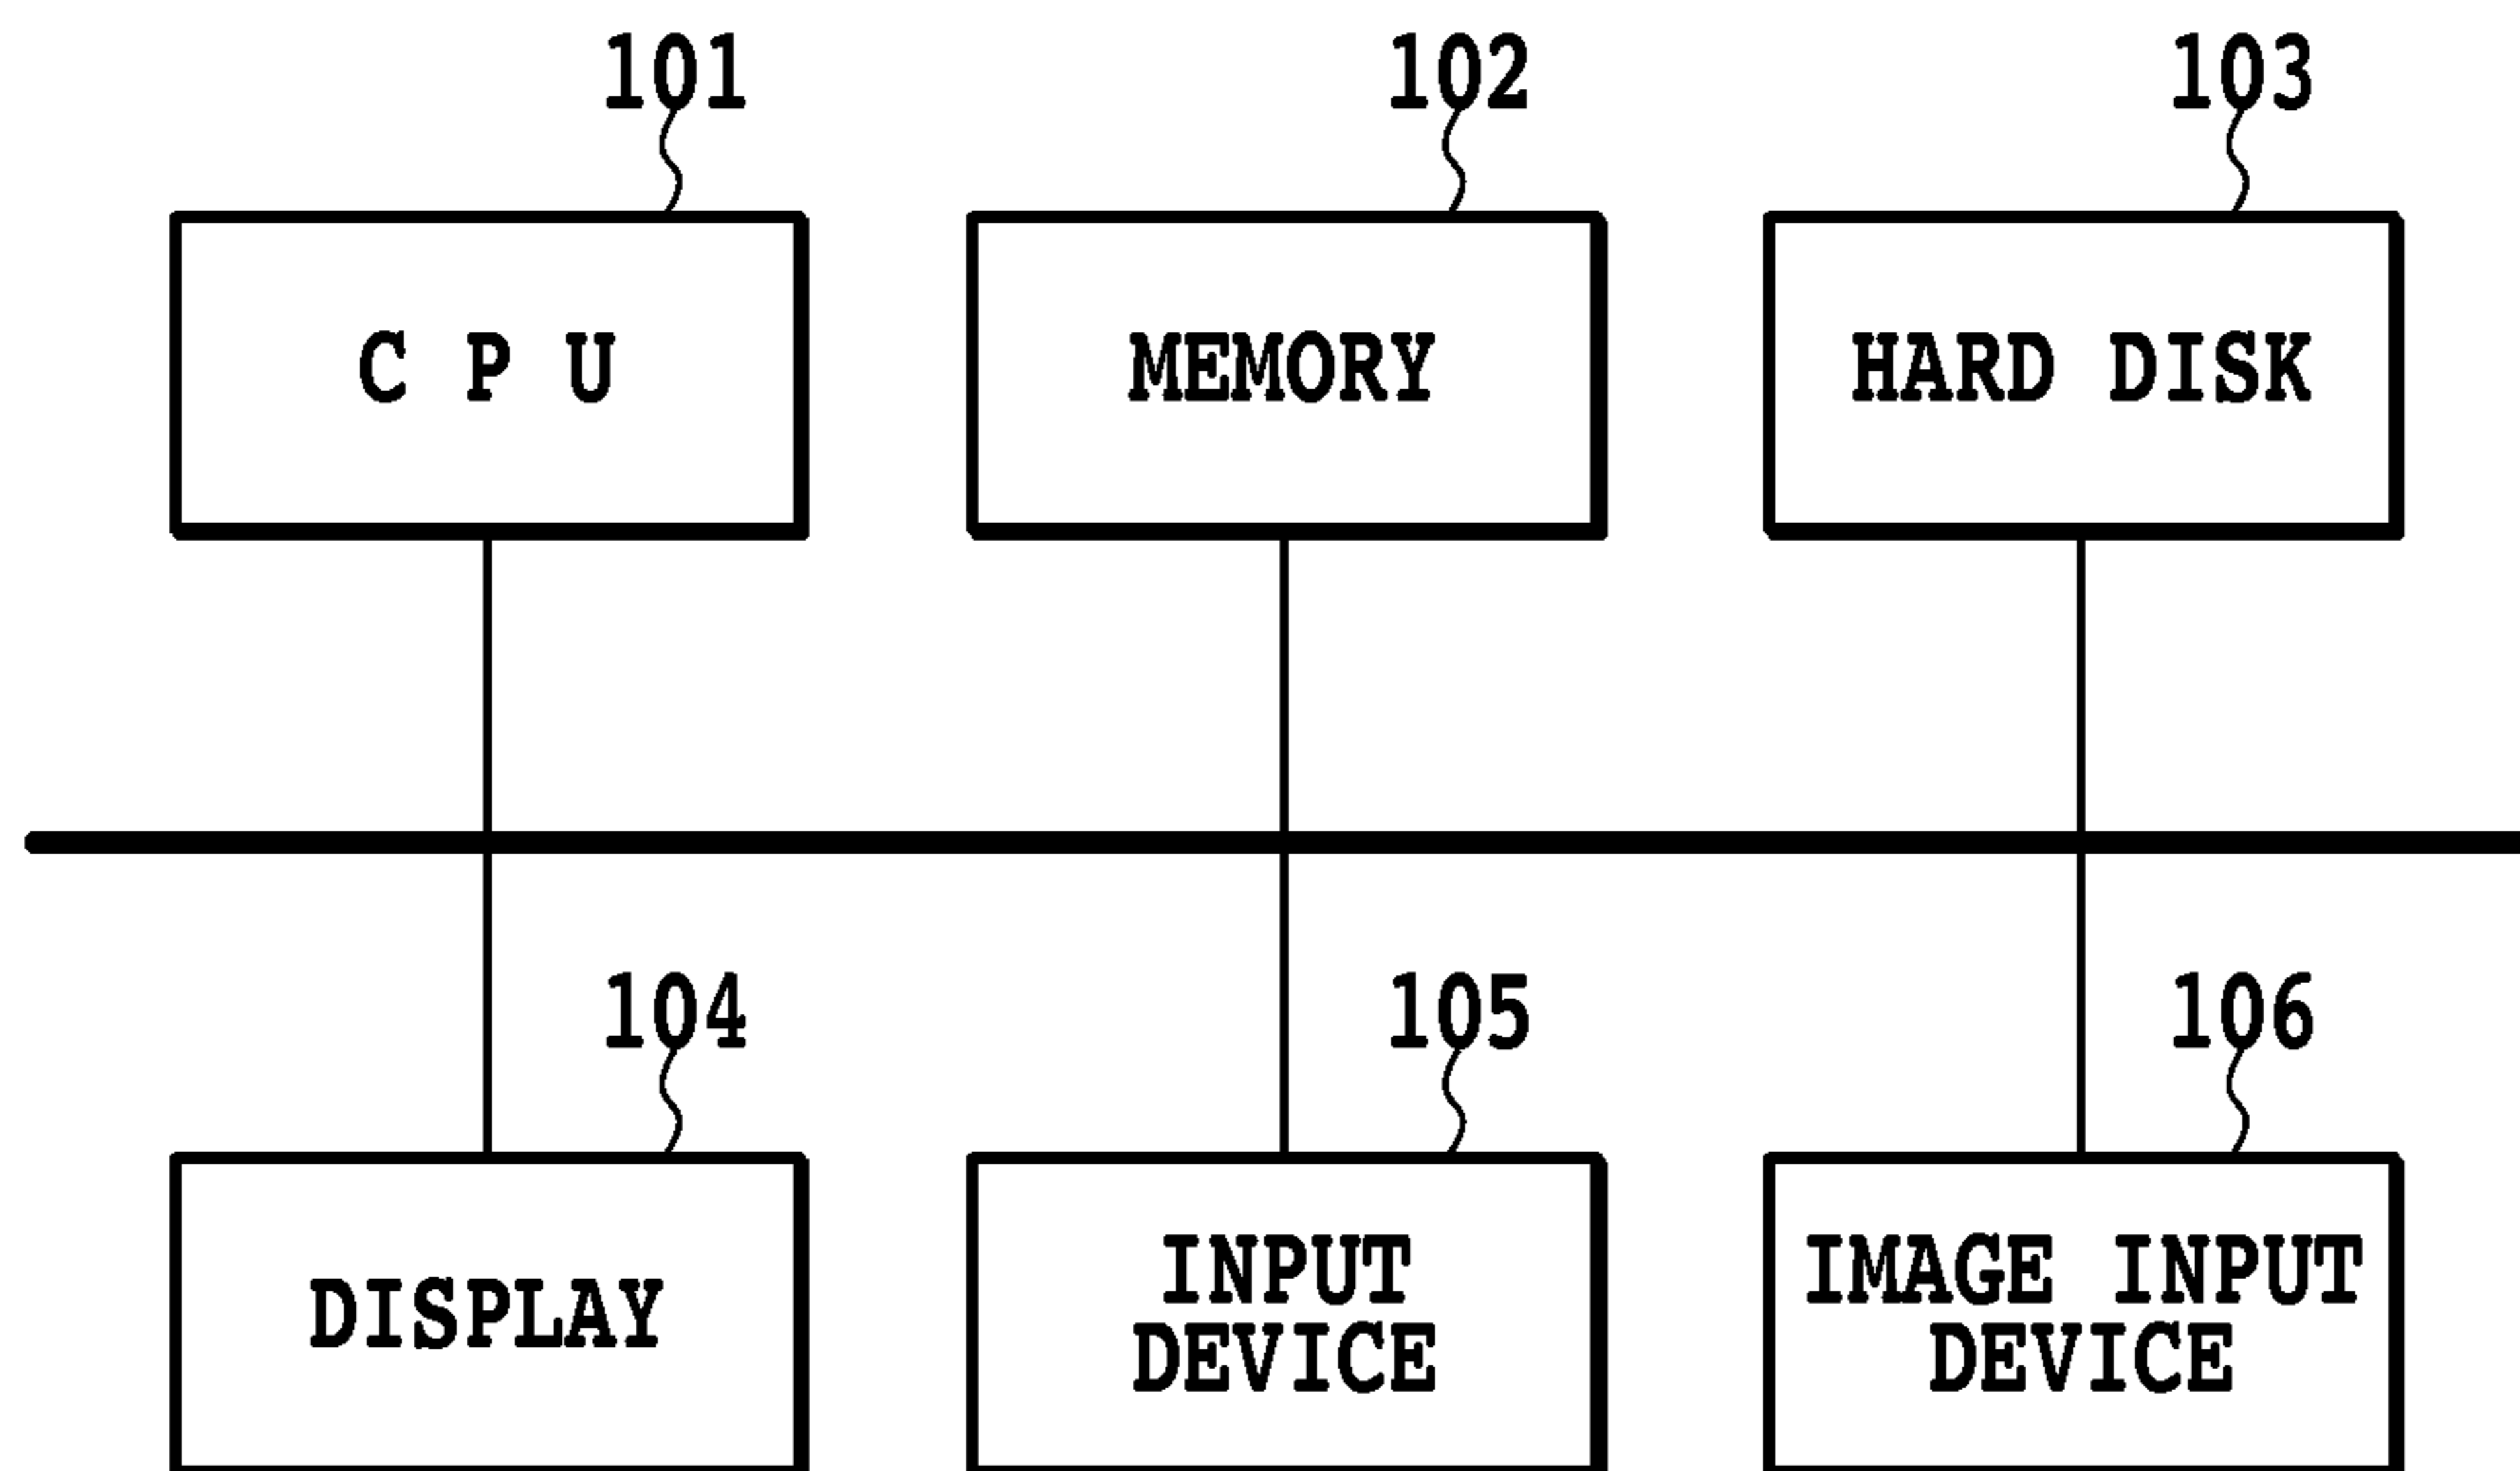 101
102
103
C P U
MEMORY
HARD DISK
104
105
106
DISPLAY
INPUT
DEVICE
IMAGE INPUT
DEVICE